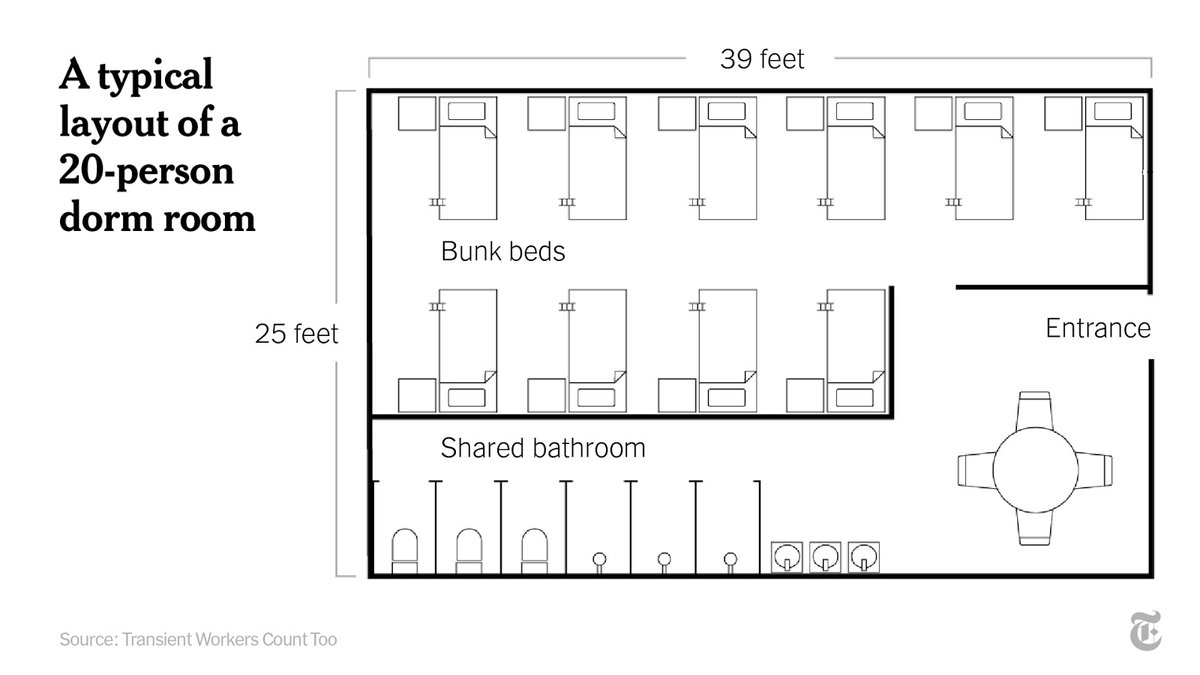 A typical
layout of a
20-person
dorm room
39 feet
Bunk beds
25 feet
Entrance
Shared bathroom
Source: Transient Workers Count Too
T